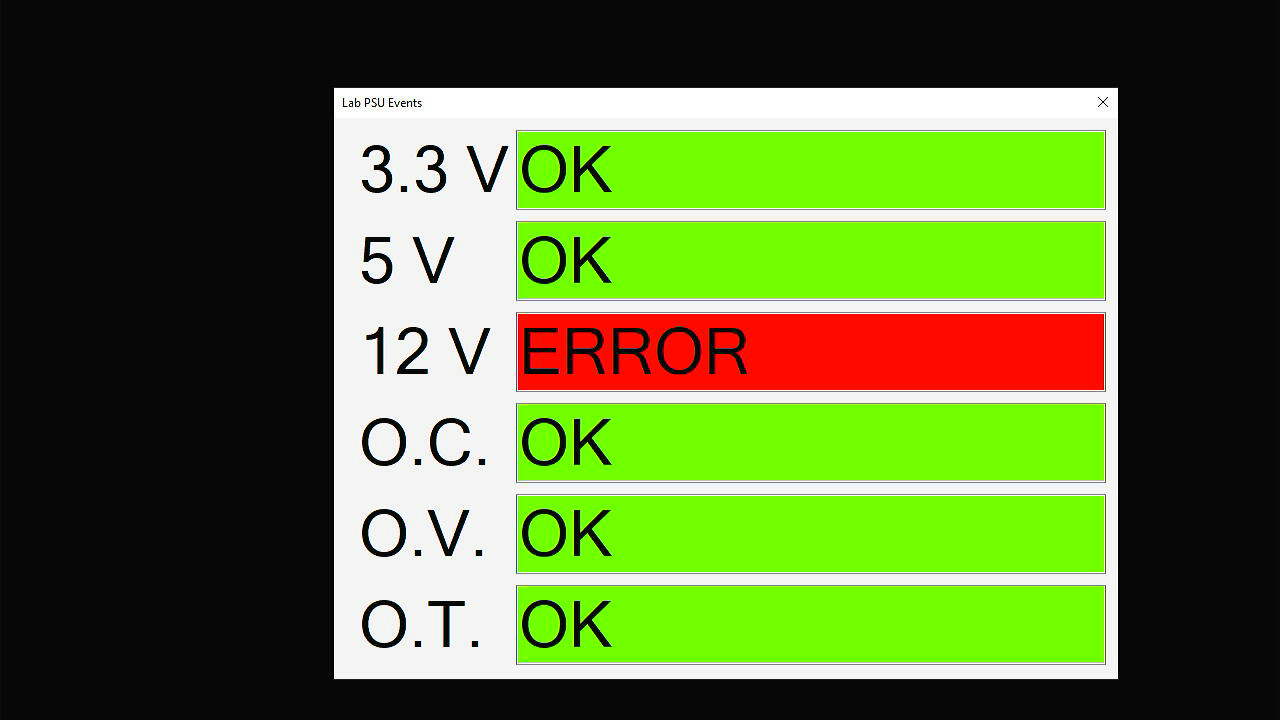 Lab PSU Events
3.3 V OK
5 V OK
12 V ERROR
O.C. OK
O.V. OK
O.T. OK